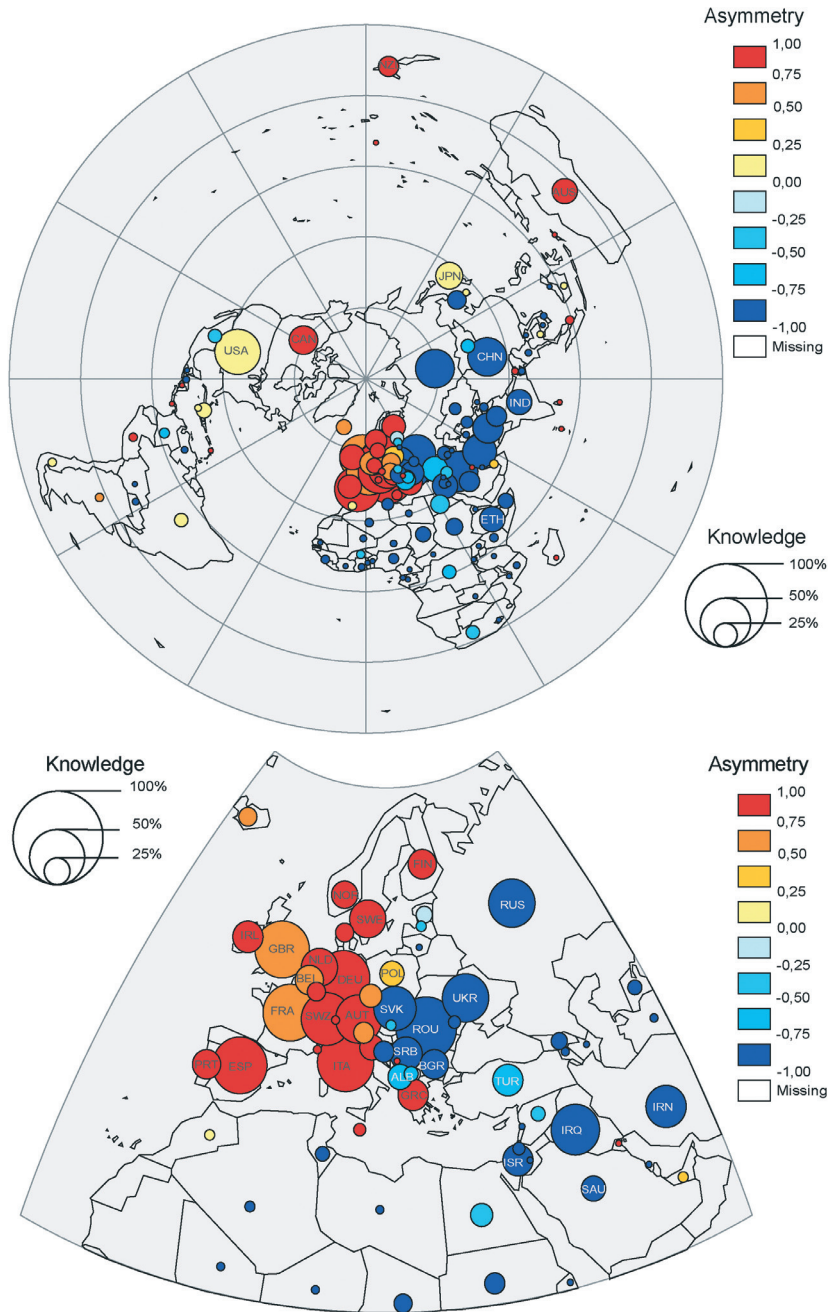 Asymmetry
1,00
0,75
0,50
0,25
0,00
-0,25
-0,50
-0,75
-1,00
Missing
AUS
JPN
USA
CAN
CHN
IND
ETH
Knowledge
100%
50%
25%
Knowledge
100%
50%
25%
Asymmetry
1,00
0,75
0,50
0,25
0,00
-0,25
-0,50
-0,75
-1,00
Missing
FIN
NOR
RUS
SWE
IRL
GBR
NLD
POL
BEL
DEU
UKR
SVK
FRA
SWZ
AUT
ROU
SRB
PRT
ESP
ITA
BGR
ALB
TUR
GRC
IRN
IRQ
ISR
SAU